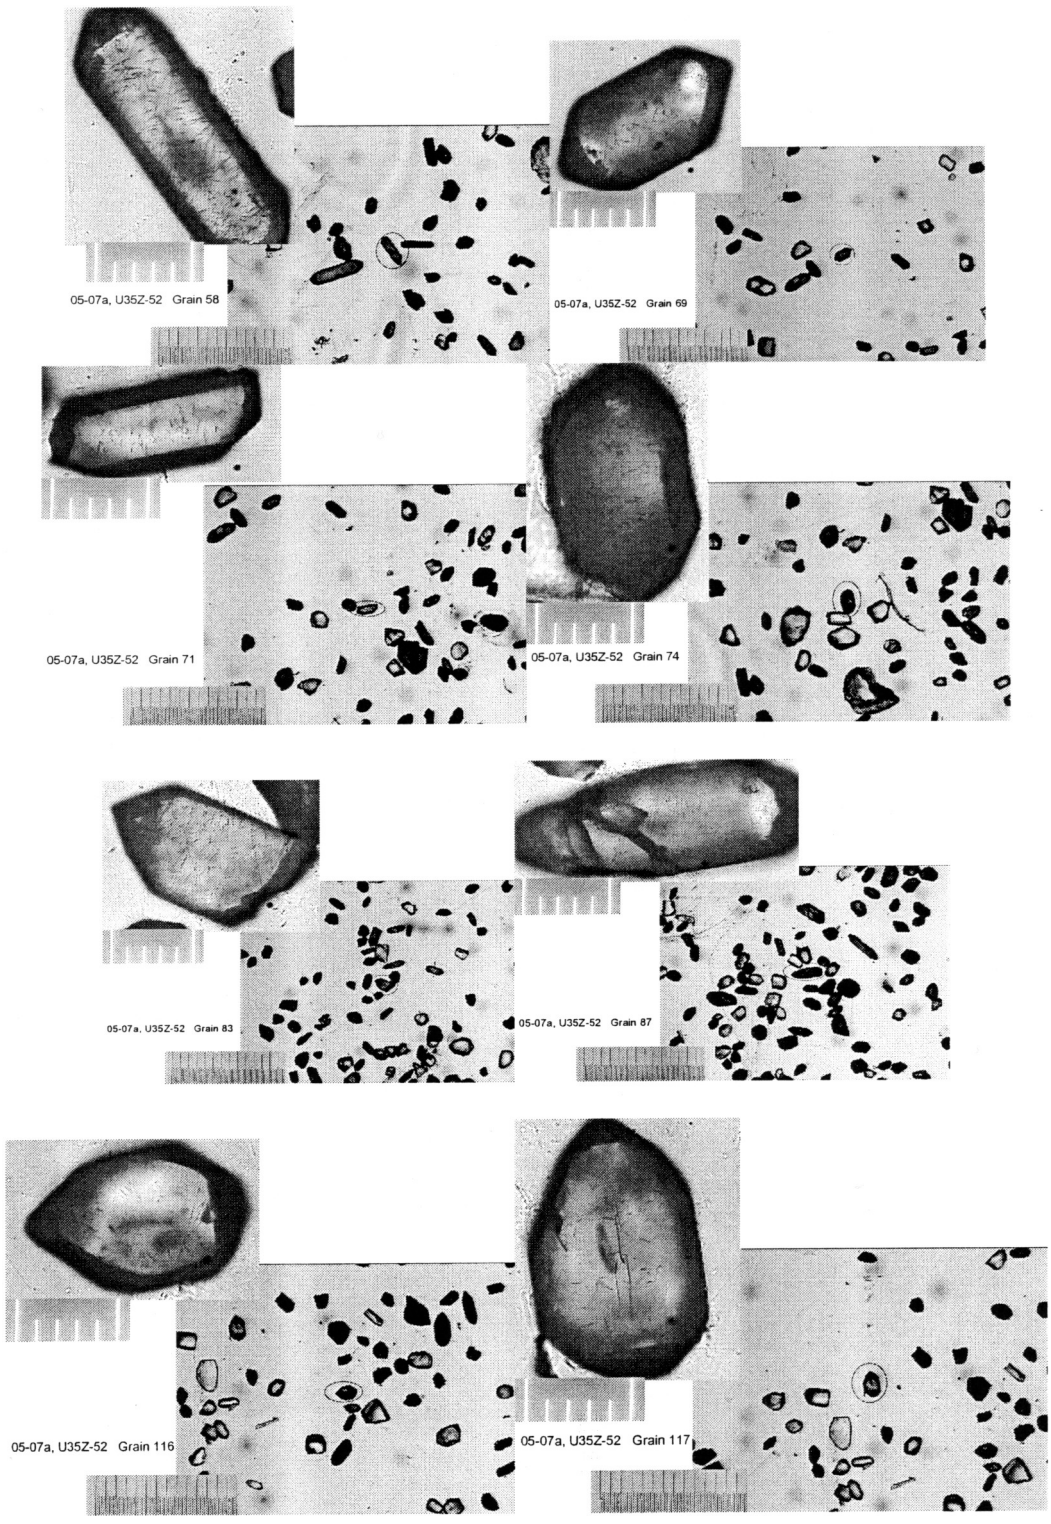 05-07a, U35Z-52 Grain 58
05-07a, U35Z-52 Grain 69
05-07a, U35Z-52 Grain 71
05-07a, U35Z-52 Grain 74
05-07a, U35Z-52 Grain 83
05-07a, U35Z-52 Grain 87
05-07a, U35Z-52 Grain 116
05-07a, U35Z-52 Grain 117